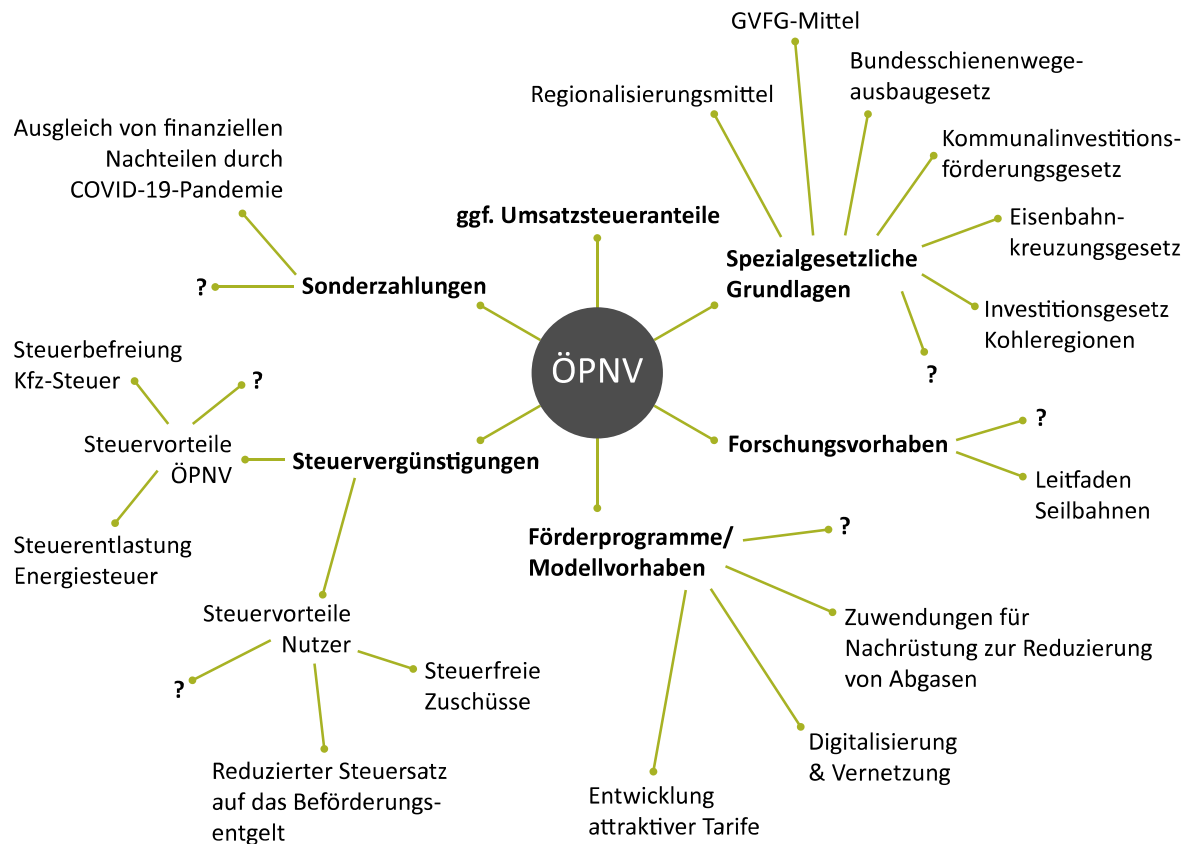 GVFG-Mittel
Bundesschienenwege-
ausbaugesetz
Regionalisierungsmittel
Kommunalinvestitions-
förderungsgesetz
Eisenbahn-
kreuzungsgesetz
Investitionsgesetz
Kohleregionen
?
Spezialgesetzliche
Grundlagen
ggf. Umsatzsteueranteile
Ausgleich von finanziellen
Nachteilen durch
COVID-19-Pandemie
?
Sonderzahlungen
ÖPNV
Steuerbefreiung
Kfz-Steuer
?
Steuervorteile
ÖPNV
Steuervergünstigungen
Steuerentlastung
Energiesteuer
Steuervorteile
Nutzer
?
Steuerfreie
Zuschüsse
Reduzierter Steuersatz
auf das Beförderungs-
entgelt
Forschungsvorhaben
?
Leitfaden
Seilbahnen
Förderprogramme/
Modellvorhaben
?
Zuwendungen für
Nachrüstung zur Reduzierung
von Abgasen
Digitalisierung
& Vernetzung
Entwicklung
attraktiver Tarife